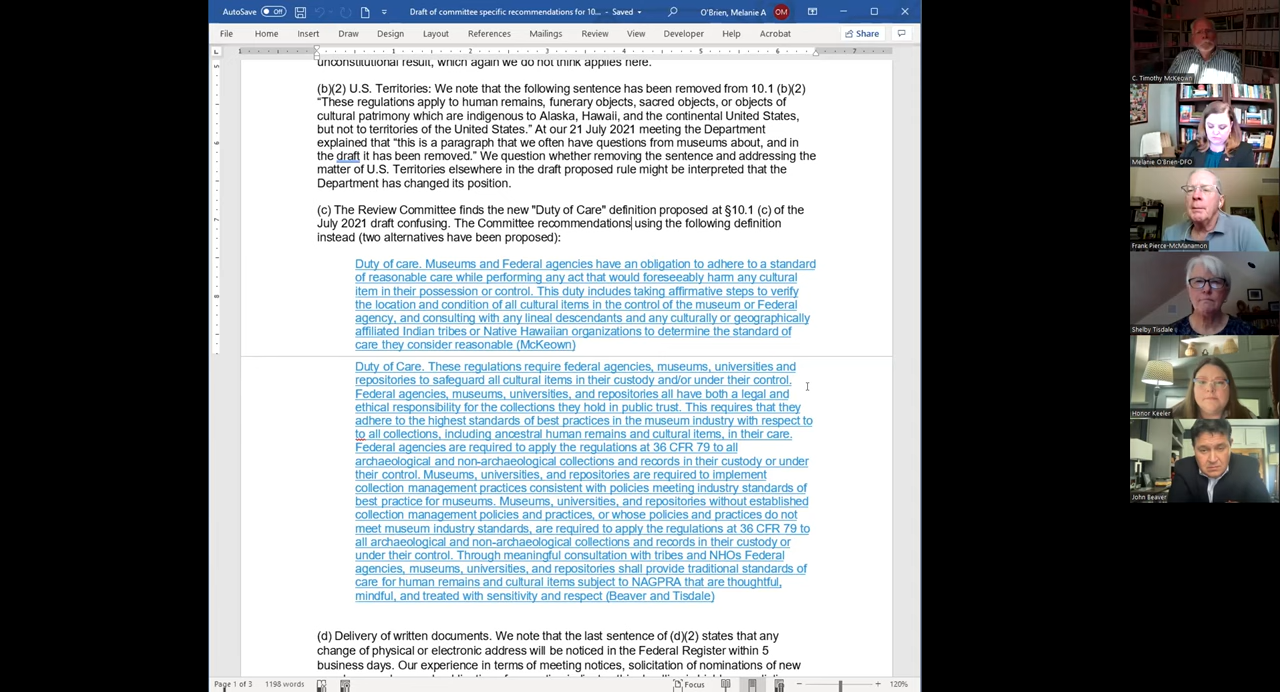 AutoSave Off Draft of committee specific recommendations for 10... - Saved O'Brien, Melanie A OM
File Home Insert Draw Design Layout References Mailings Review View Developer Help Acrobat Share
unconstitutional result, which again we do not think applies here.
(b)(2) U.S. Territories: We note that the following sentence has been removed from 10.1 (b)(2)
“These regulations apply to human remains, funerary objects, sacred objects, or objects of
cultural patrimony which are indigenous to Alaska, Hawaii, and the continental United States,
but not to territories of the United States.” At our 21 July 2021 meeting the Department
explained that “this is a paragraph that we often have questions from museums about, and in
the draft it has been removed.” We question whether removing the sentence and addressing the
matter of U.S. Territories elsewhere in the draft proposed rule might be interpreted that the
Department has changed its position.
(c) The Review Committee finds the new "Duty of Care" definition proposed at §10.1 (c) of the
July 2021 draft confusing. The Committee recommendations using the following definition
instead (two alternatives have been proposed):
Duty of care. Museums and Federal agencies have an obligation to adhere to a standard
of reasonable care while performing any act that would foreseeably harm any cultural
item in their possession or control. This duty includes taking affirmative steps to verify
the location and condition of all cultural items in the control of the museum or Federal
agency, and consulting with any lineal descendants and any culturally or geographically
affiliated Indian tribes or Native Hawaiian organizations to determine the standard of
care they consider reasonable (McKeown)
Duty of Care. These regulations require federal agencies, museums, universities and
repositories to safeguard all cultural items in their custody and/or under their control.
Federal agencies, museums, universities, and repositories all have both a legal and
ethical responsibility for the collections they hold in public trust. This requires that they
adhere to the highest standards of best practices in the museum industry with respect to
to all collections, including ancestral human remains and cultural items, in their care.
Federal agencies are required to apply the regulations at 36 CFR 79 to all
archaeological and non-archaeological collections and records in their custody or under
their control. Museums, universities, and repositories are required to implement
collection management practices consistent with policies meeting industry standards of
best practice for museums. Museums, universities, and repositories without established
collection management policies and practices, or whose policies and practices do not
meet museum industry standards, are required to apply the regulations at 36 CFR 79 to
all archaeological and non-archaeological collections and records in their custody or
under their control. Through meaningful consultation with tribes and NHOs Federal
agencies, museums, universities, and repositories shall provide traditional standards of
care for human remains and cultural items subject to NAGPRA that are thoughtful,
mindful, and treated with sensitivity and respect (Beaver and Tisdale)
(d) Delivery of written documents. We note that the last sentence of (d)(2) states that any
change of physical or electronic address will be noticed in the Federal Register within 5
business days. Our experience in terms of meeting notices, solicitation of nominations of new
Page 1 of 3 1198 words Focus 120%
C. Timothy McKeown
Melanie O'Brien-DFO
Frank Pierce-McManamon
Shelby Tisdale
Honor Keeler
John Beaver